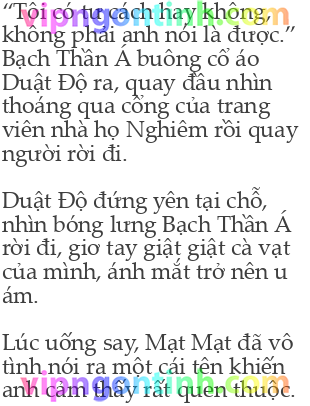 “Tôi có tư cách hay không,
không phải anh nói là được.”
Bạch Thần Á buông cổ áo
Duật Độ ra, quay đầu nhìn
thoáng qua cổng của trang
viên nhà họ Nghiêm rồi quay
người rời đi.
Duật Độ đứng yên tại chỗ,
nhìn bóng lưng Bạch Thần Á
rời đi, giơ tay giật giật cà vạt
của mình, ánh mắt trở nên u
ám.
Lúc uống say, Mạt Mạt đã vô
tình nói ra một cái tên khiến
anh cảm thấy rất quen thuộc.
vipngontinh.com
vipngontinh.com